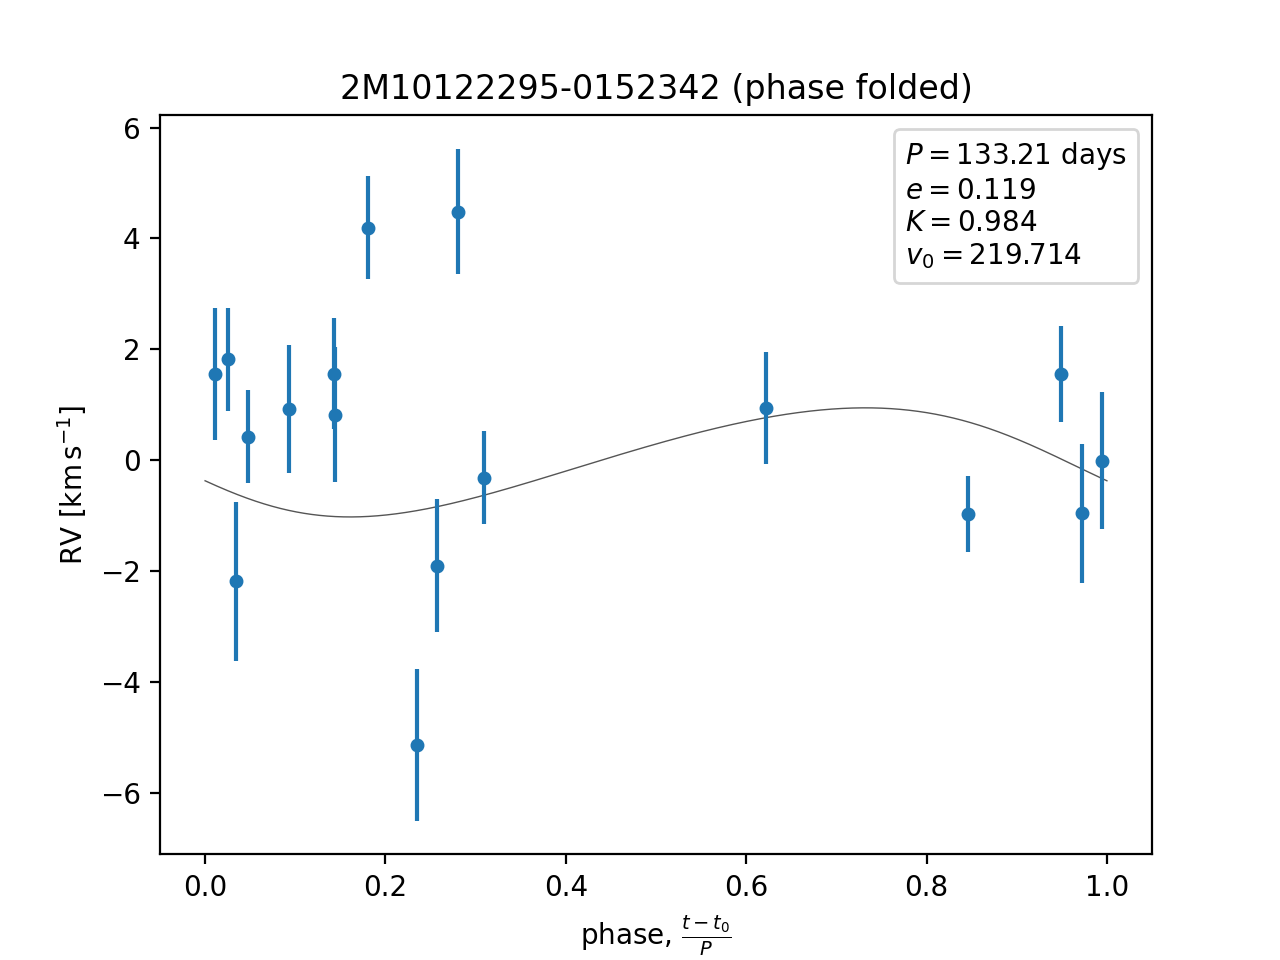 2M10122295-0152342 (phase folded)
P = 133.21 days
e = 0.119
K = 0.984
v₀ = 219.714
6
4
2
0
−2
−4
−6
RV [km s⁻¹]
0.0 0.2 0.4 0.6 0.8 1.0
phase, (t − t₀)/P